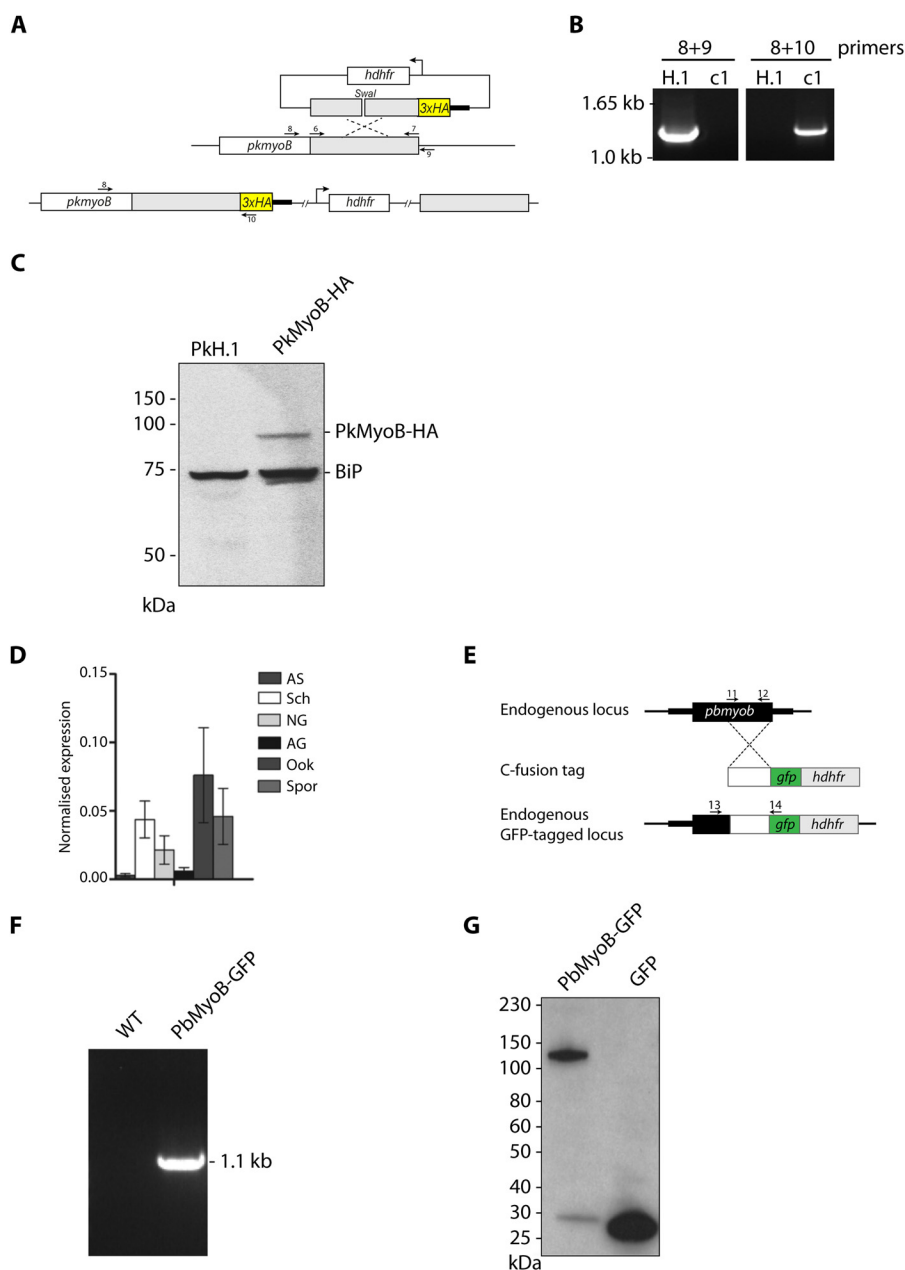 A
hdhfr
SwaI
3xHA
8
6
7
pkmyoB
9
8
pkmyoB
3xHA
10
hdhfr
B
8+9
8+10
primers
H.1
c1
H.1
c1
1.65 kb -
1.0 kb -
C
PkH.1
PkMyoB-HA
150 -
100 -
75 -
50 -
kDa
- PkMyoB-HA
- BiP
D
Normalised expression
0.15
0.10
0.05
0.00
AS
Sch
NG
AG
Ook
Spor
E
Endogenous locus
11
12
pbmyob
C-fusion tag
gfp
hdhfr
Endogenous
GFP-tagged locus
13
14
gfp
hdhfr
F
WT
PbMyoB-GFP
- 1.1 kb
G
PbMyoB-GFP
GFP
230 -
150 -
100 -
80 -
60 -
50 -
40 -
30 -
25 -
kDa